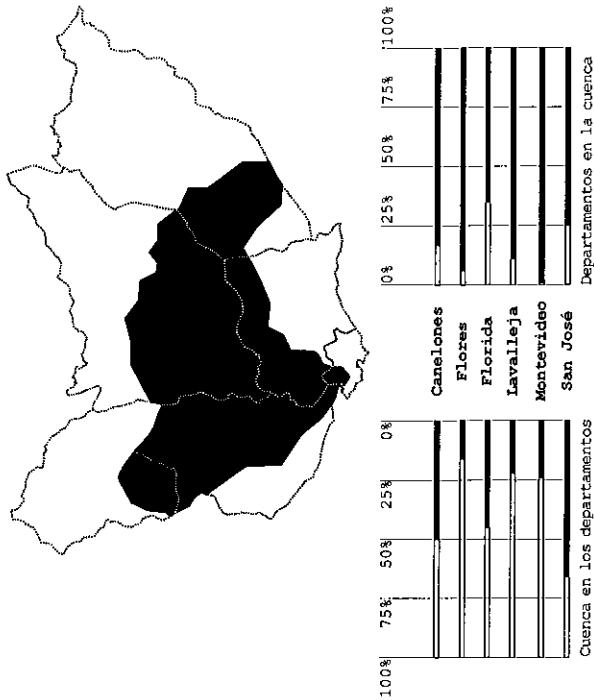 0%
25%
50%
75%
100%
Departamentos en la cuenca
Canelones
Flores
Florida
Lavalleja
Montevideo
San José
0%
25%
50%
75%
100%
Cuenca en los departamentos